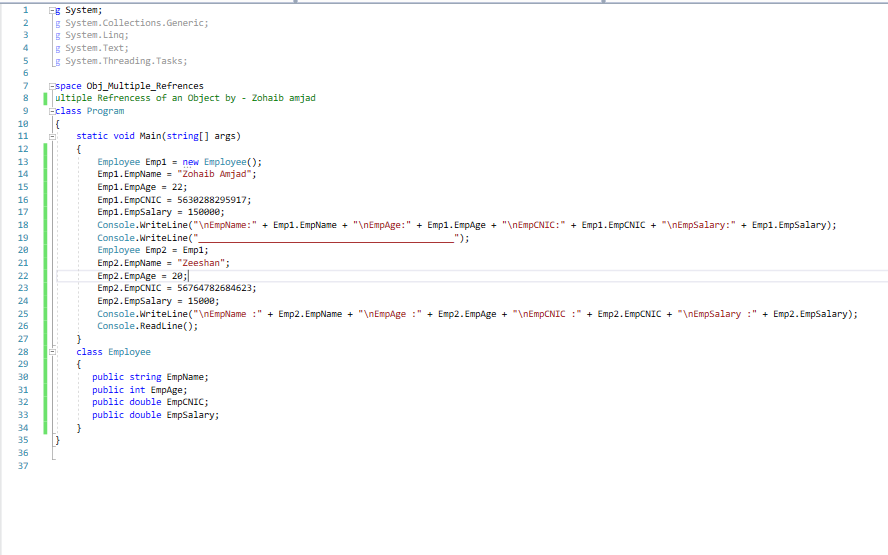 1 g System;
2 g System.Collections.Generic;
3 g System.Linq;
4 g System.Text;
5 g System.Threading.Tasks;
6
7 space Obj_Multiple_Refrences
8 ultiple Refrencess of an Object by - Zohaib amjad
9 class Program
10 {
11 static void Main(string[] args)
12 {
13 Employee Emp1 = new Employee();
14 Emp1.EmpName = "Zohaib Amjad";
15 Emp1.EmpAge = 22;
16 Emp1.EmpCNIC = 5630288295917;
17 Emp1.EmpSalary = 150000;
18 Console.WriteLine("\nEmpName:" + Emp1.EmpName + "\nEmpAge:" + Emp1.EmpAge + "\nEmpCNIC:" + Emp1.EmpCNIC + "\nEmpSalary:" + Emp1.EmpSalary);
19 Console.WriteLine("________________________________________________");
20 Employee Emp2 = Emp1;
21 Emp2.EmpName = "Zeeshan";
22 Emp2.EmpAge = 20;
23 Emp2.EmpCNIC = 56764782684623;
24 Emp2.EmpSalary = 15000;
25 Console.WriteLine("\nEmpName :" + Emp2.EmpName + "\nEmpAge :" + Emp2.EmpAge + "\nEmpCNIC :" + Emp2.EmpCNIC + "\nEmpSalary :" + Emp2.EmpSalary);
26 Console.ReadLine();
27 }
28 class Employee
29 {
30 public string EmpName;
31 public int EmpAge;
32 public double EmpCNIC;
33 public double EmpSalary;
34 }
35 }
36
37